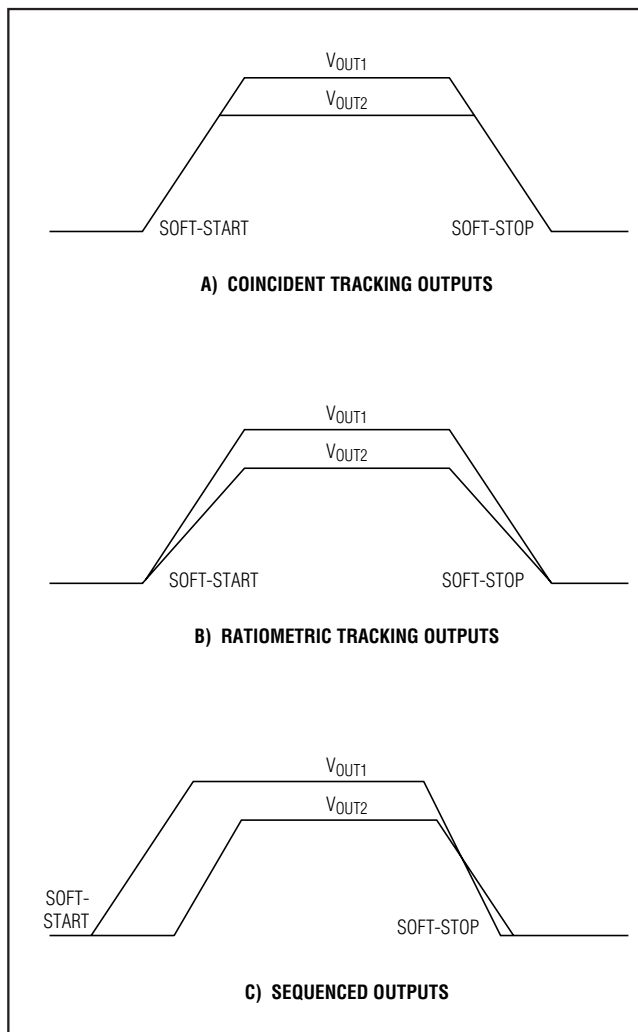 VOUT1
VOUT2
SOFT-START
SOFT-STOP
A) COINCIDENT TRACKING OUTPUTS
VOUT1
VOUT2
SOFT-START
SOFT-STOP
B) RATIOMETRIC TRACKING OUTPUTS
VOUT1
VOUT2
SOFT-
START
SOFT-STOP
C) SEQUENCED OUTPUTS